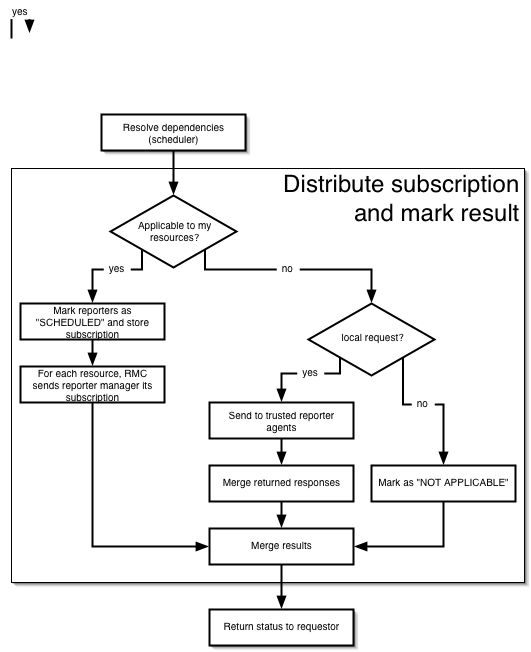 yes
Resolve dependencies
(scheduler)
Distribute subscription
and mark result
Applicable to my
resources?
yes
no
Mark reporters as
"SCHEDULED" and store
subscription
local request?
For each resource, RMC
sends reporter manager its
subscription
yes
no
Send to trusted reporter
agents
Merge returned responses
Mark as "NOT APPLICABLE"
Merge results
Return status to requestor